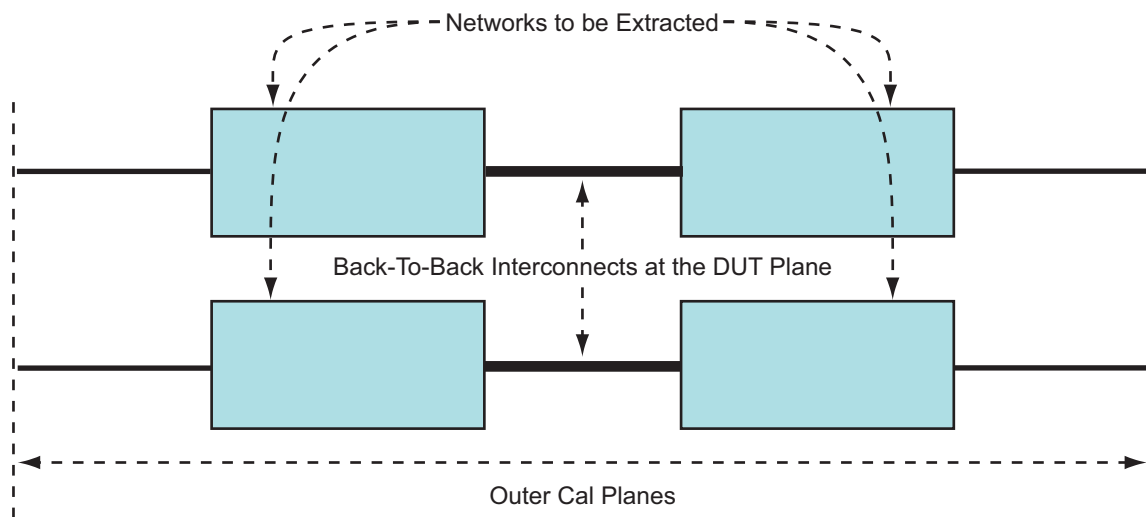 Networks to be Extracted
Back-To-Back Interconnects at the DUT Plane
Outer Cal Planes